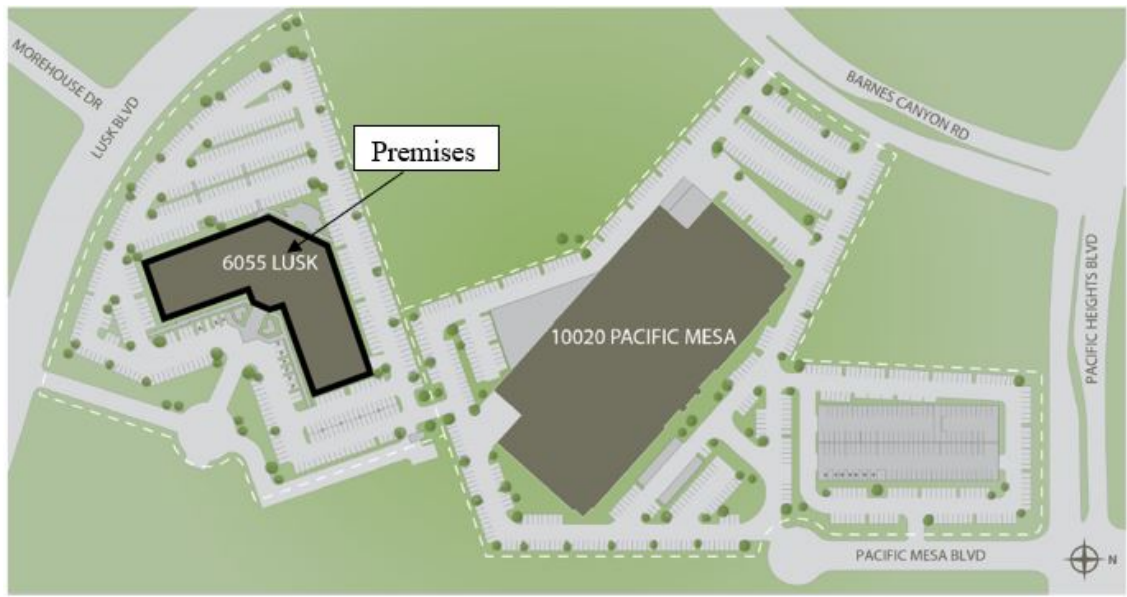 MOREHOUSE DR
LUSK BLVD
Premises
BARNES CANYON RD
6055 LUSK
10020 PACIFIC MESA
PACIFIC HEIGHTS BLVD
PACIFIC MESA BLVD
N